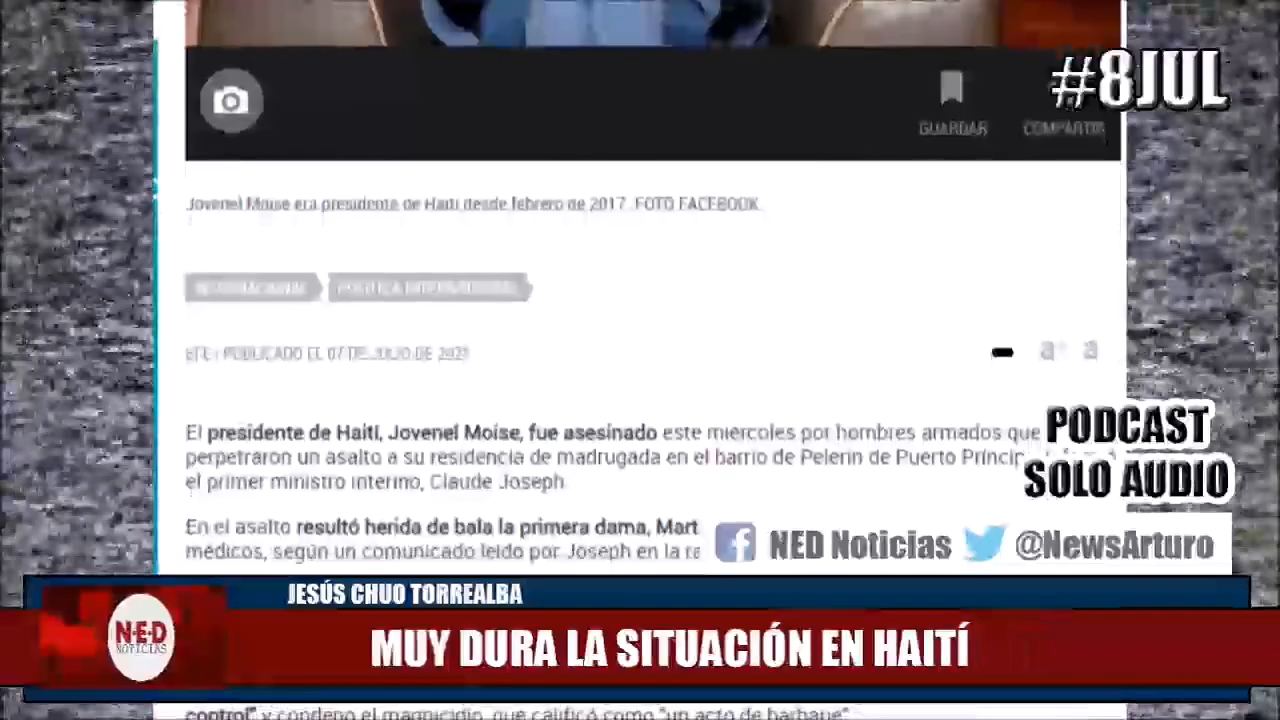 #8JUL
GUARDAR
COMPARTIR
Jovenel Moise era presidente de Haití desde febrero de 2017. FOTO FACEBOOK.
EFE | PUBLICADO EL 07 DE JULIO DE 2021
a+ a
El presidente de Haití, Jovenel Moise, fue asesinado este miércoles por hombres armados que
perpetraron un asalto a su residencia de madrugada en el barrio de Pelerin de Puerto Príncip
el primer ministro interino, Claude Joseph.
PODCAST
SOLO AUDIO
En el asalto resultó herida de bala la primera dama, Mart
médicos, según un comunicado leído por Joseph en la ra
NED Noticias @NewsArturo
JESÚS CHUO TORREALBA
N·E·D
NOTICIAS
MUY DURA LA SITUACIÓN EN HAITÍ
control" y condenó el magnicidio, que calificó como "un acto de barbarie".